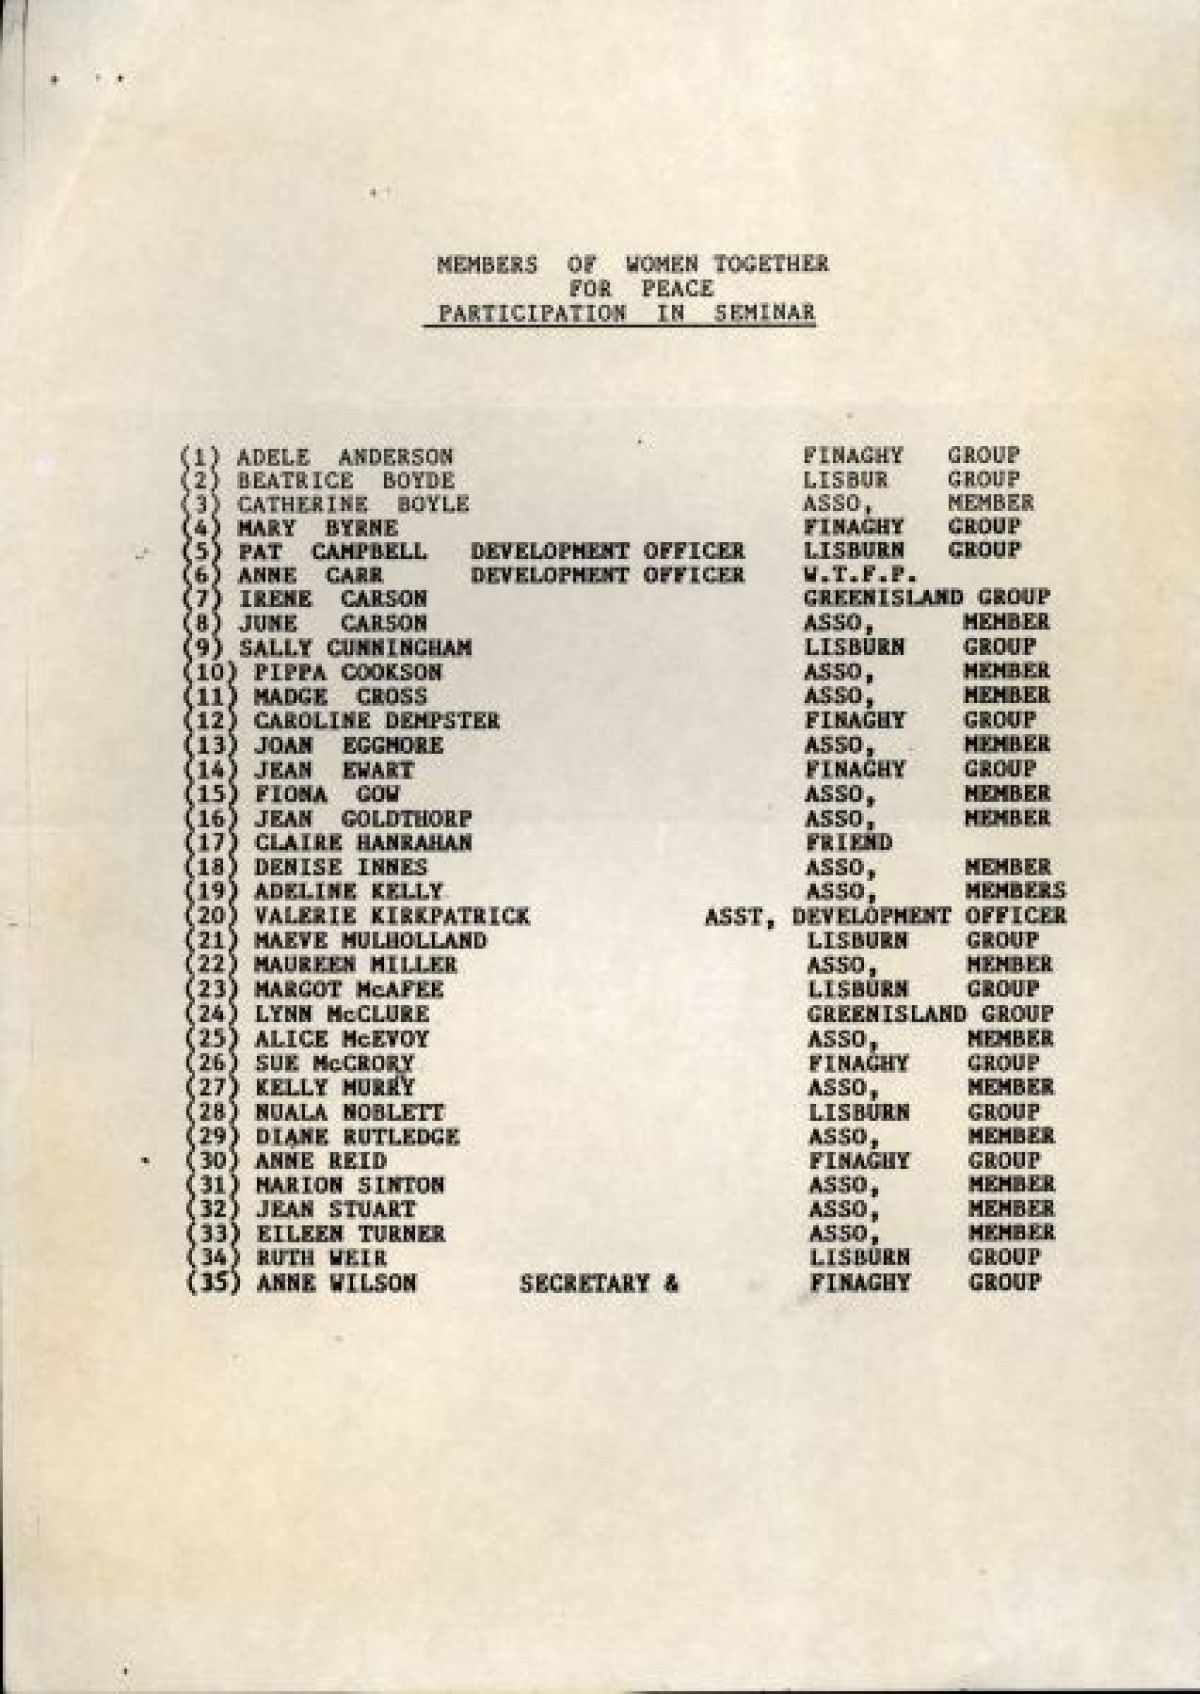 MEMBERS OF WOMEN TOGETHER
FOR PEACE
PARTICIPATION IN SEMINAR
(1) ADELE ANDERSON FINAGHY GROUP
(2) BEATRICE BOYDE LISBUR GROUP
(3) CATHERINE BOYLE ASSO, MEMBER
(4) MARY BYRNE FINAGHY GROUP
(5) PAT CAMPBELL DEVELOPMENT OFFICER LISBURN GROUP
(6) ANNE CARR DEVELOPMENT OFFICER W.T.F.P.
(7) IRENE CARSON GREENISLAND GROUP
(8) JUNE CARSON ASSO, MEMBER
(9) SALLY CUNNINGHAM LISBURN GROUP
(10) PIPPA COOKSON ASSO, MEMBER
(11) MADGE CROSS ASSO, MEMBER
(12) CAROLINE DEMPSTER FINAGHY GROUP
(13) JOAN EGGMORE ASSO, MEMBER
(14) JEAN EWART FINAGHY GROUP
(15) FIONA GOW ASSO, MEMBER
(16) JEAN GOLDTHORP ASSO, MEMBER
(17) CLAIRE HANRAHAN FRIEND
(18) DENISE INNES ASSO, MEMBER
(19) ADELINE KELLY ASSO, MEMBERS
(20) VALERIE KIRKPATRICK ASST, DEVELOPMENT OFFICER
(21) MAEVE MULHOLLAND LISBURN GROUP
(22) MAUREEN MILLER ASSO, MEMBER
(23) MARGOT McAFEE LISBURN GROUP
(24) LYNN McCLURE GREENISLAND GROUP
(25) ALICE McEVOY ASSO, MEMBER
(26) SUE McCRORY FINAGHY GROUP
(27) KELLY MURRY ASSO, MEMBER
(28) NUALA NOBLETT LISBURN GROUP
(29) DIANE RUTLEDGE ASSO, MEMBER
(30) ANNE REID FINAGHY GROUP
(31) MARION SINTON ASSO, MEMBER
(32) JEAN STUART ASSO, MEMBER
(33) EILEEN TURNER ASSO, MEMBER
(34) RUTH WEIR LISBURN GROUP
(35) ANNE WILSON SECRETARY & FINAGHY GROUP